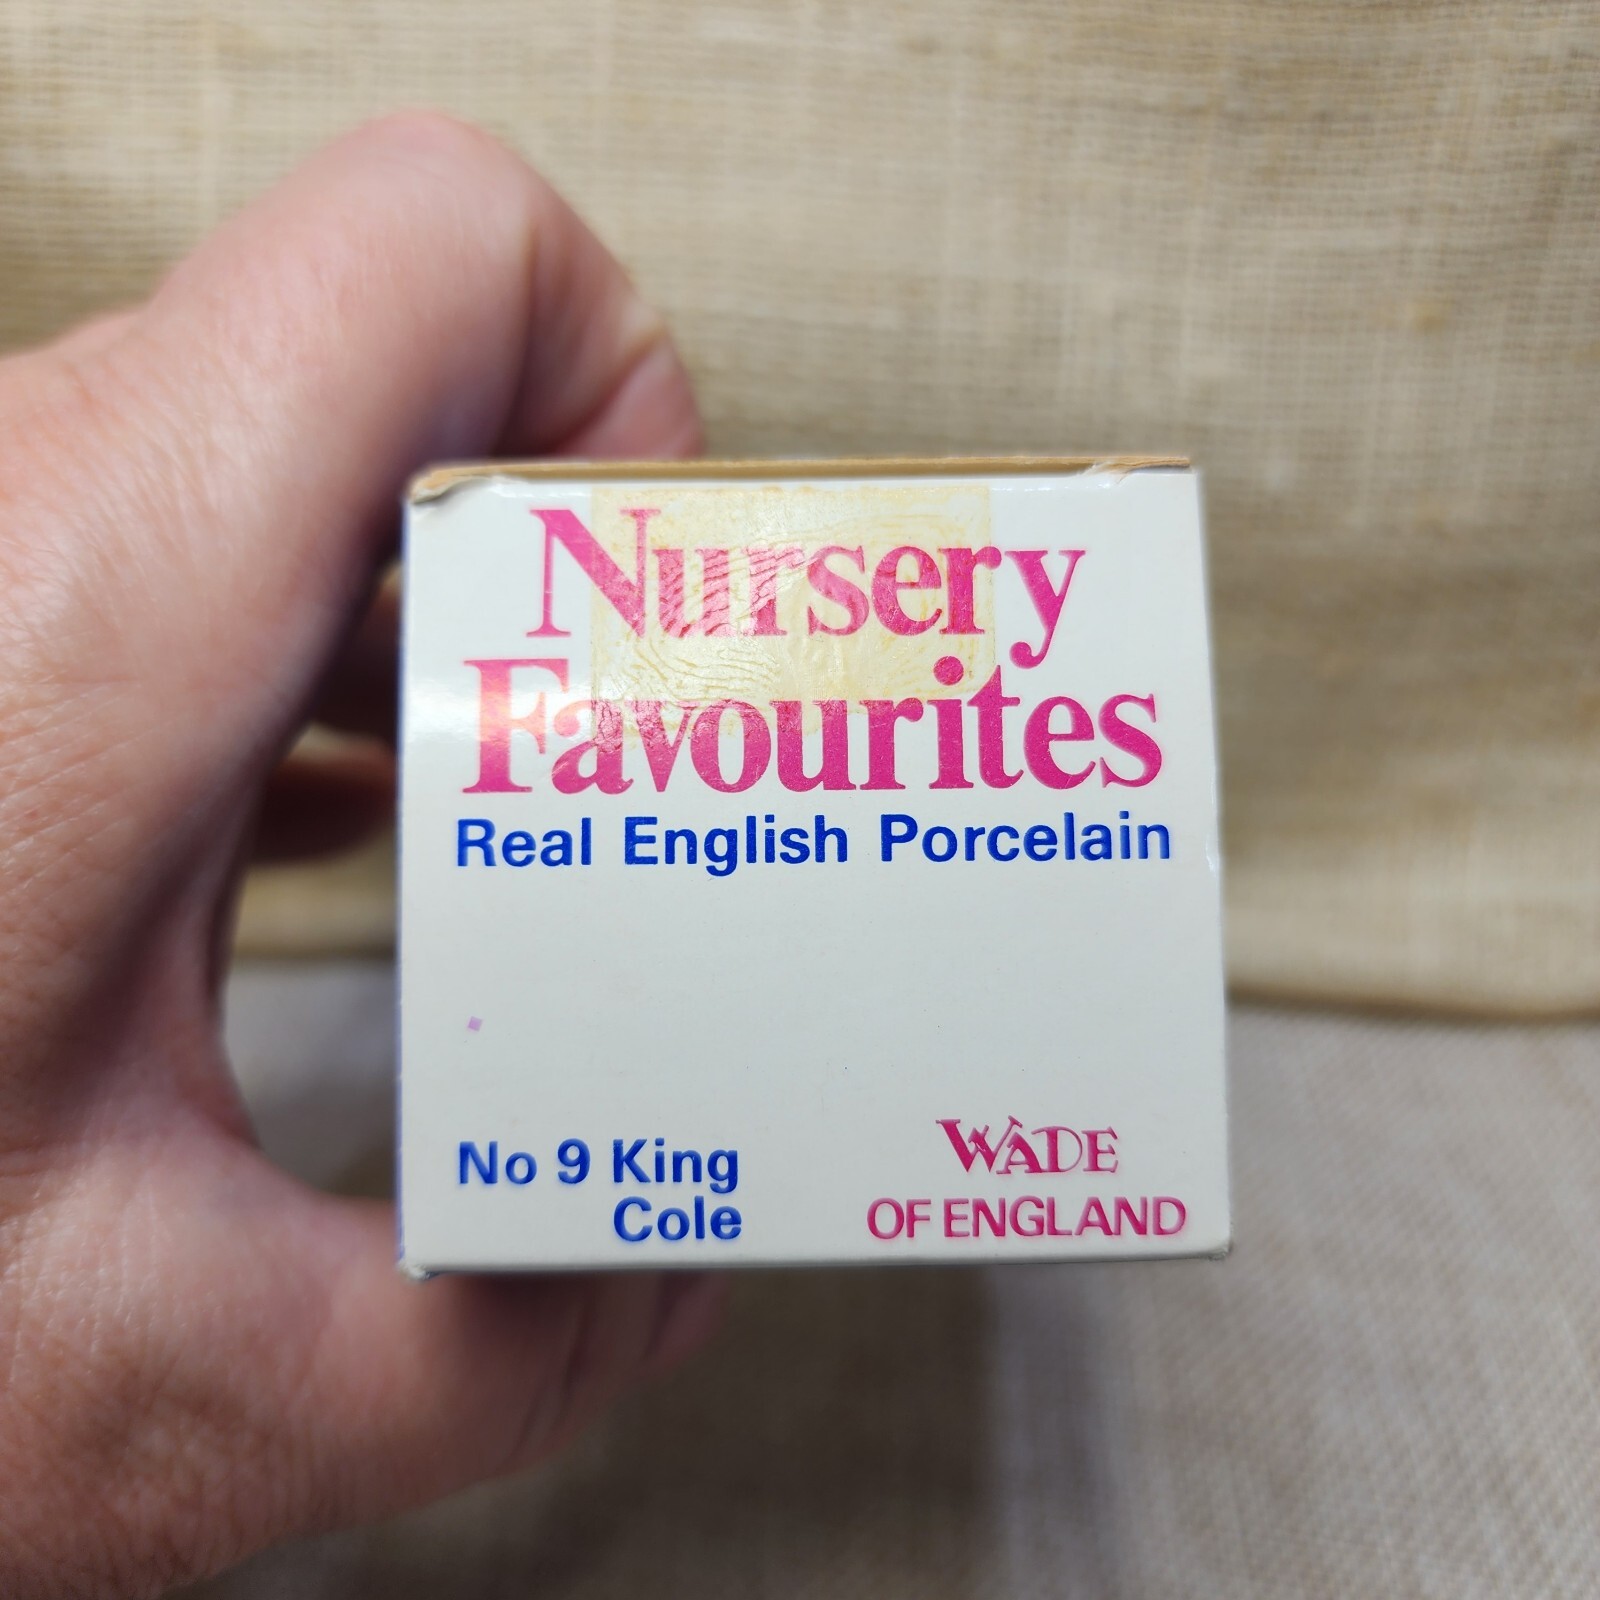 Nursery
Favourites
Real English Porcelain
No 9 King
Cole
WADE
OF ENGLAND